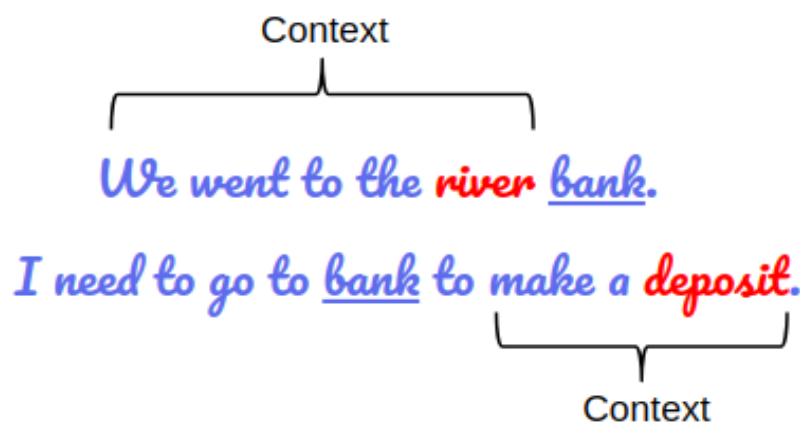 Context
We went to the river bank.
I need to go to bank to make a deposit.
Context